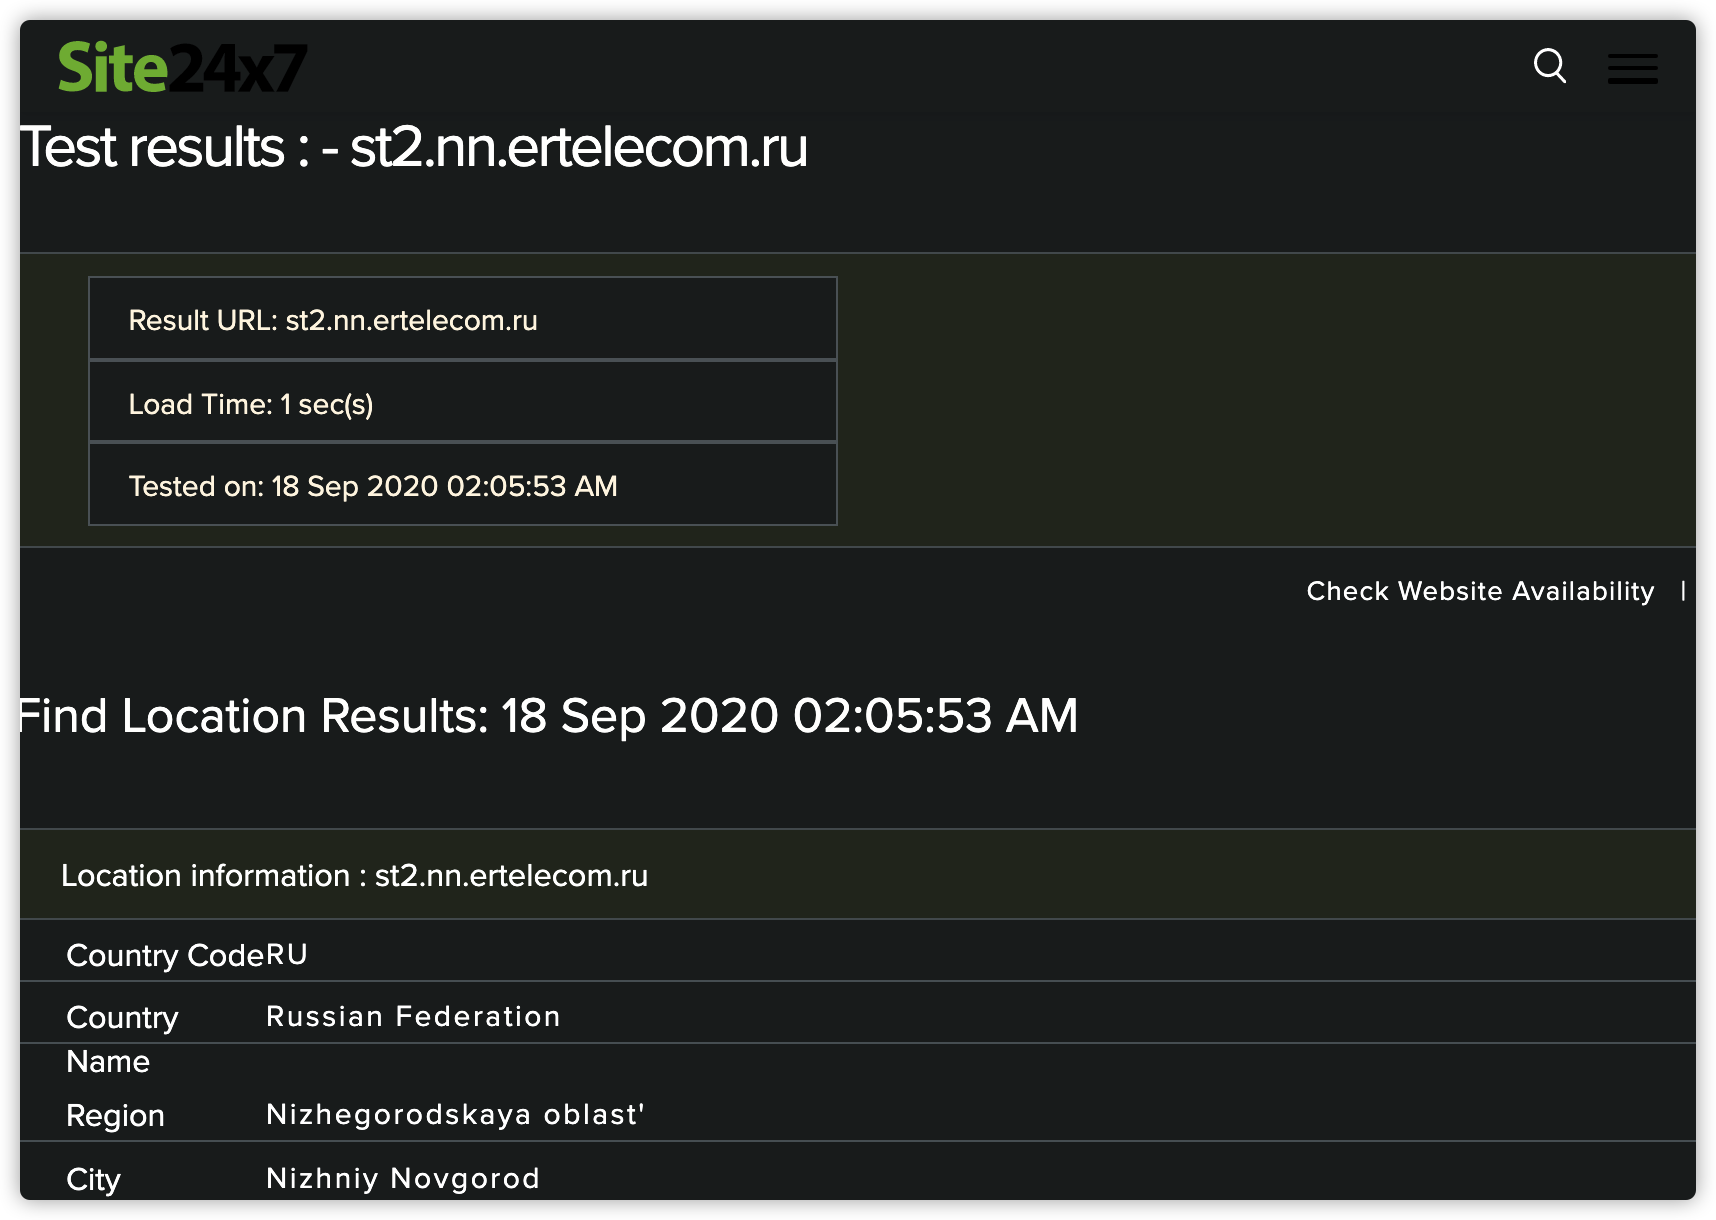 Site24x7
Test results : - st2.nn.ertelecom.ru
Result URL: st2.nn.ertelecom.ru
Load Time: 1 sec(s)
Tested on: 18 Sep 2020 02:05:53 AM
Check Website Availability |
Find Location Results: 18 Sep 2020 02:05:53 AM
Location information : st2.nn.ertelecom.ru
Country Code RU
Country Name Russian Federation
Region Nizhegorodskaya oblast'
City Nizhniy Novgorod